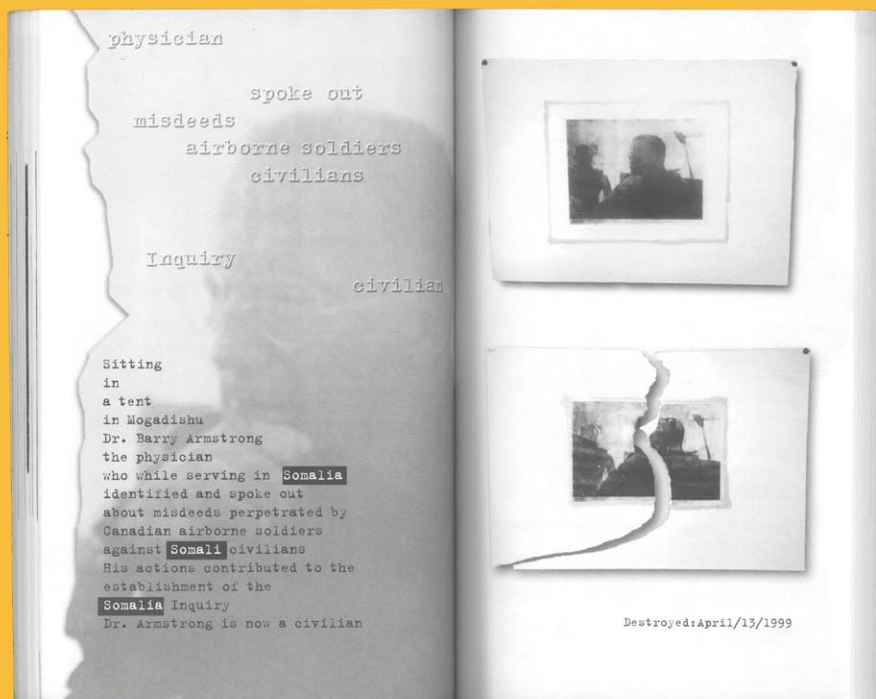 physician
spoke out
misdeeds
airborne soldiers
civilians
Inquiry
civilian
Sitting
in
a tent
in Mogadishu
Dr. Barry Armstrong
the physician
who while serving in Somalia
identified and spoke out
about misdeeds perpetrated by
Canadian airborne soldiers
against Somali civilians
His actions contributed to the
establishment of the
Somalia Inquiry
Dr. Armstrong is now a civilian
Destroyed:April/13/1999